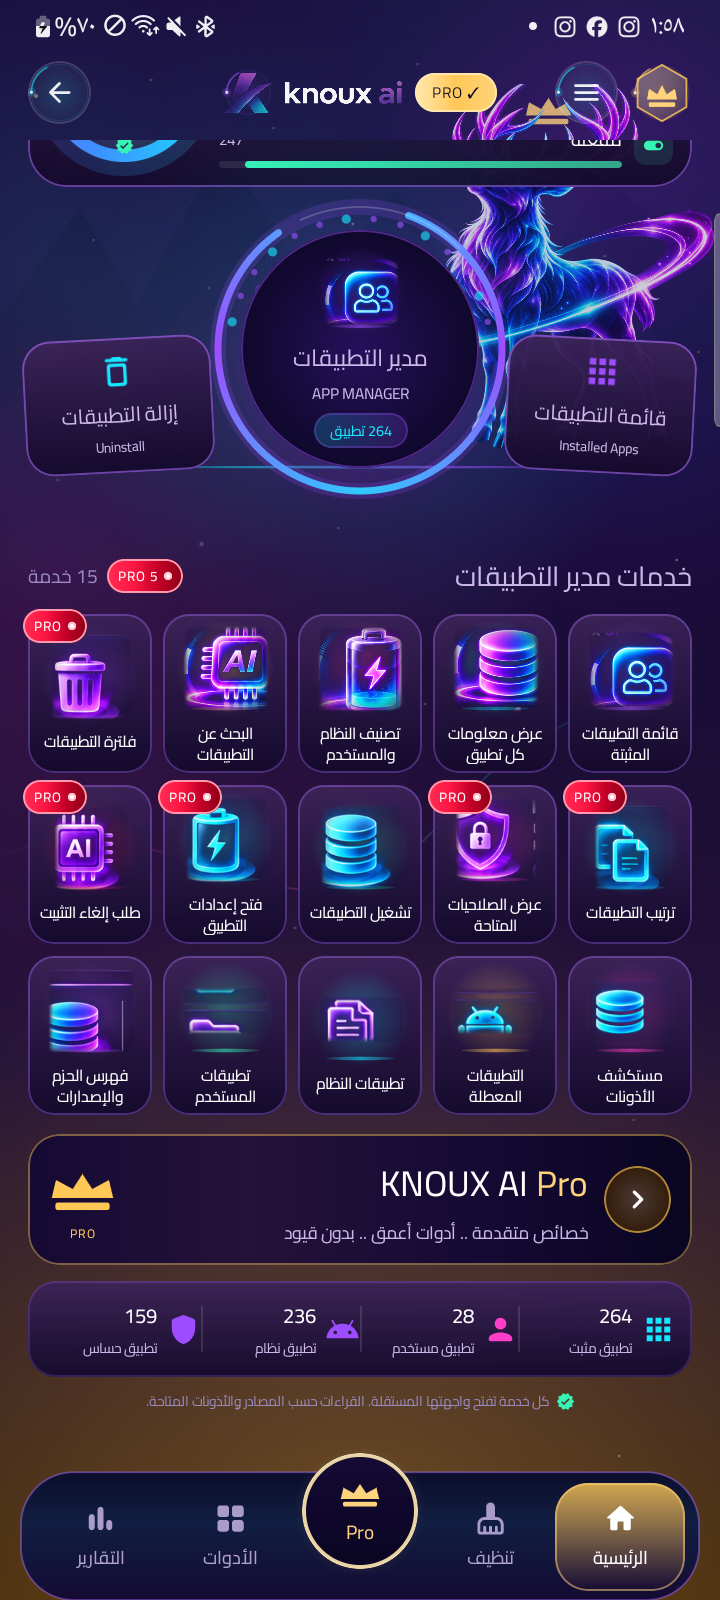 ١:٥٨
%٧٠
knoux ai
PRO ✓
مفعلة
247
مدير التطبيقات
APP MANAGER
264 تطبيق
قائمة التطبيقات
Installed Apps
إزالة التطبيقات
Uninstall
خدمات مدير التطبيقات
PRO 5
15 خدمة
قائمة التطبيقات المثبتة
عرض معلومات كل تطبيق
تصنيف النظام والمستخدم
AI
البحث عن التطبيقات
PRO
فلترة التطبيقات
PRO
ترتيب التطبيقات
PRO
عرض الصلاحيات المتاحة
تشغيل التطبيقات
PRO
فتح إعدادات التطبيق
PRO
AI
طلب إلغاء التثبيت
مستكشف الأذونات
التطبيقات المعطلة
تطبيقات النظام
تطبيقات المستخدم
فهرس الحزم والإصدارات
KNOUX AI Pro
خصائص متقدمة .. أدوات أعمق .. بدون قيود
PRO
264
تطبيق مثبت
28
تطبيق مستخدم
236
تطبيق نظام
159
تطبيق حساس
كل خدمة تفتح واجهتها المستقلة. القراءات حسب المصادر والأذونات المتاحة.
الرئيسية
تنظيف
Pro
الأدوات
التقارير